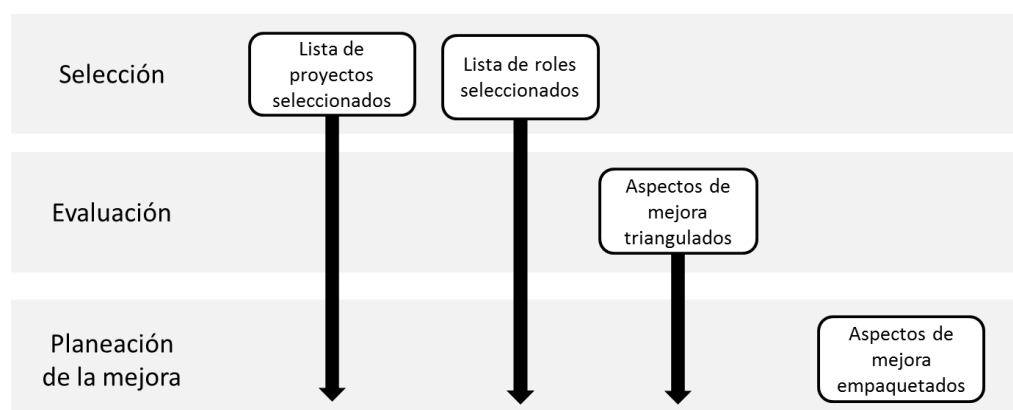 Selección
Lista de
proyectos
seleccionados
Lista de roles
seleccionados
Evaluación
Aspectos de
mejora
triangulados
Planeación
de la mejora
Aspectos de
mejora
empaquetados